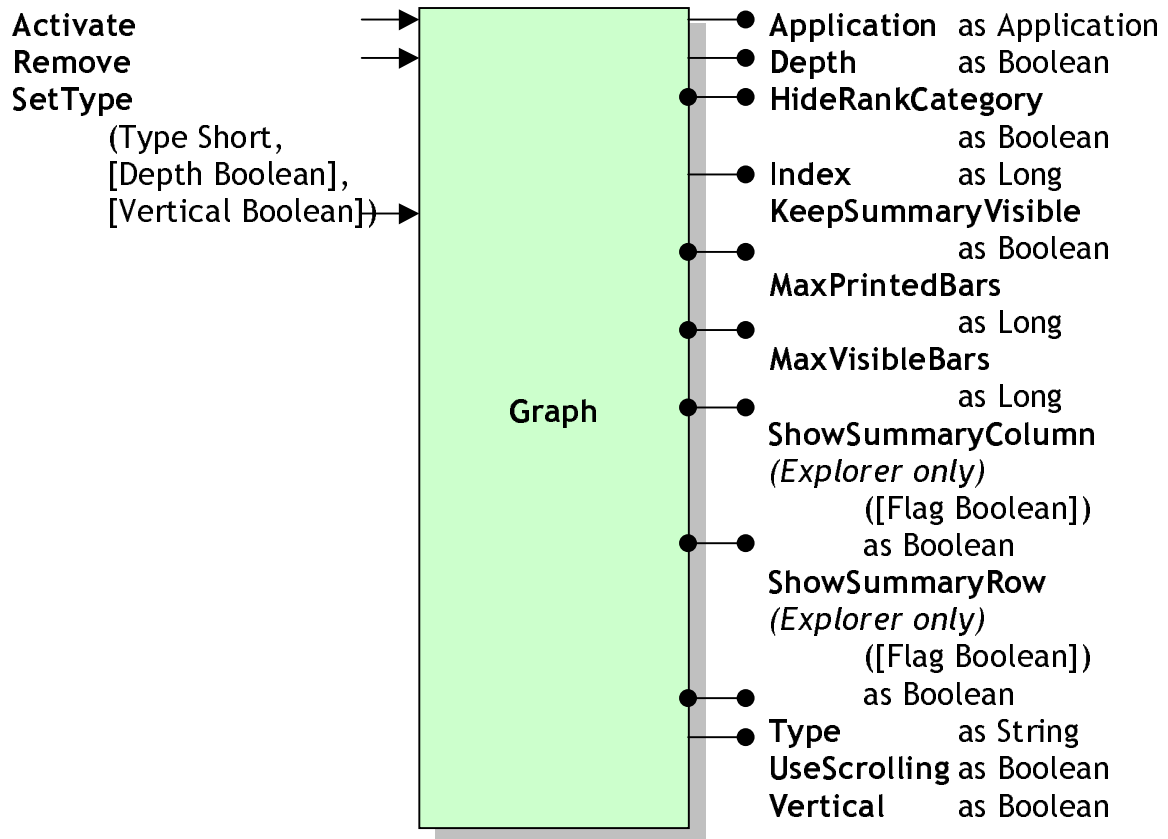 Activate
Remove
SetType
(Type Short,
[Depth Boolean],
[Vertical Boolean])
Graph
Application as Application
Depth as Boolean
HideRankCategory
as Boolean
Index as Long
KeepSummaryVisible
as Boolean
MaxPrintedBars
as Long
MaxVisibleBars
as Long
ShowSummaryColumn
(Explorer only)
([Flag Boolean])
as Boolean
ShowSummaryRow
(Explorer only)
([Flag Boolean])
as Boolean
Type as String
UseScrolling as Boolean
Vertical as Boolean